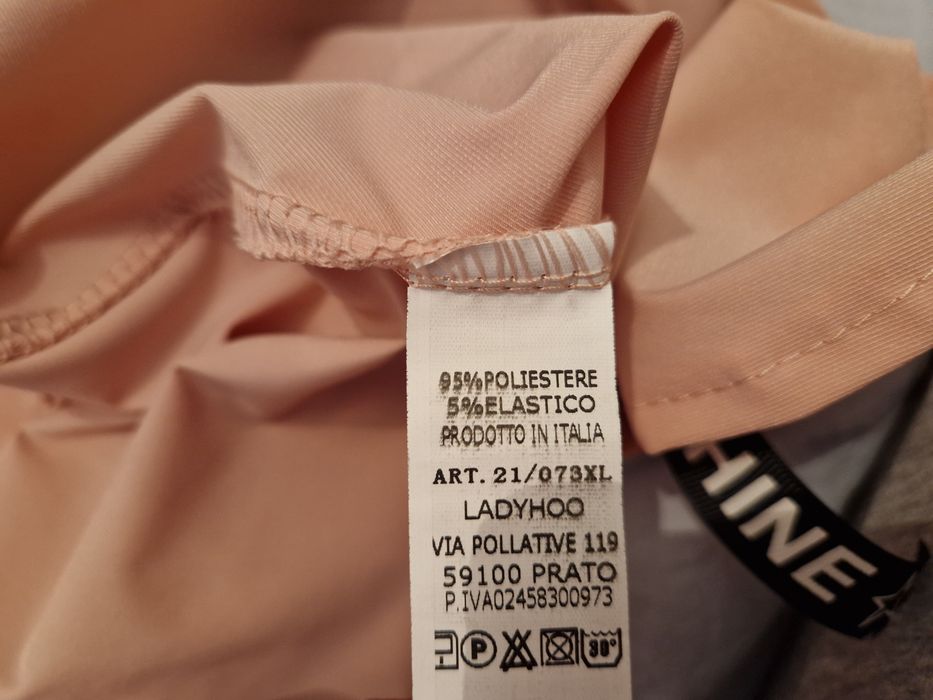 95%POLIESTERE
5%ELASTICO
PRODOTTO IN ITALIA
ART. 21/073XL
LADYHOO
VIA POLLATIVE 119
59100 PRATO
P.IVA02458300973
P 30°
HINE